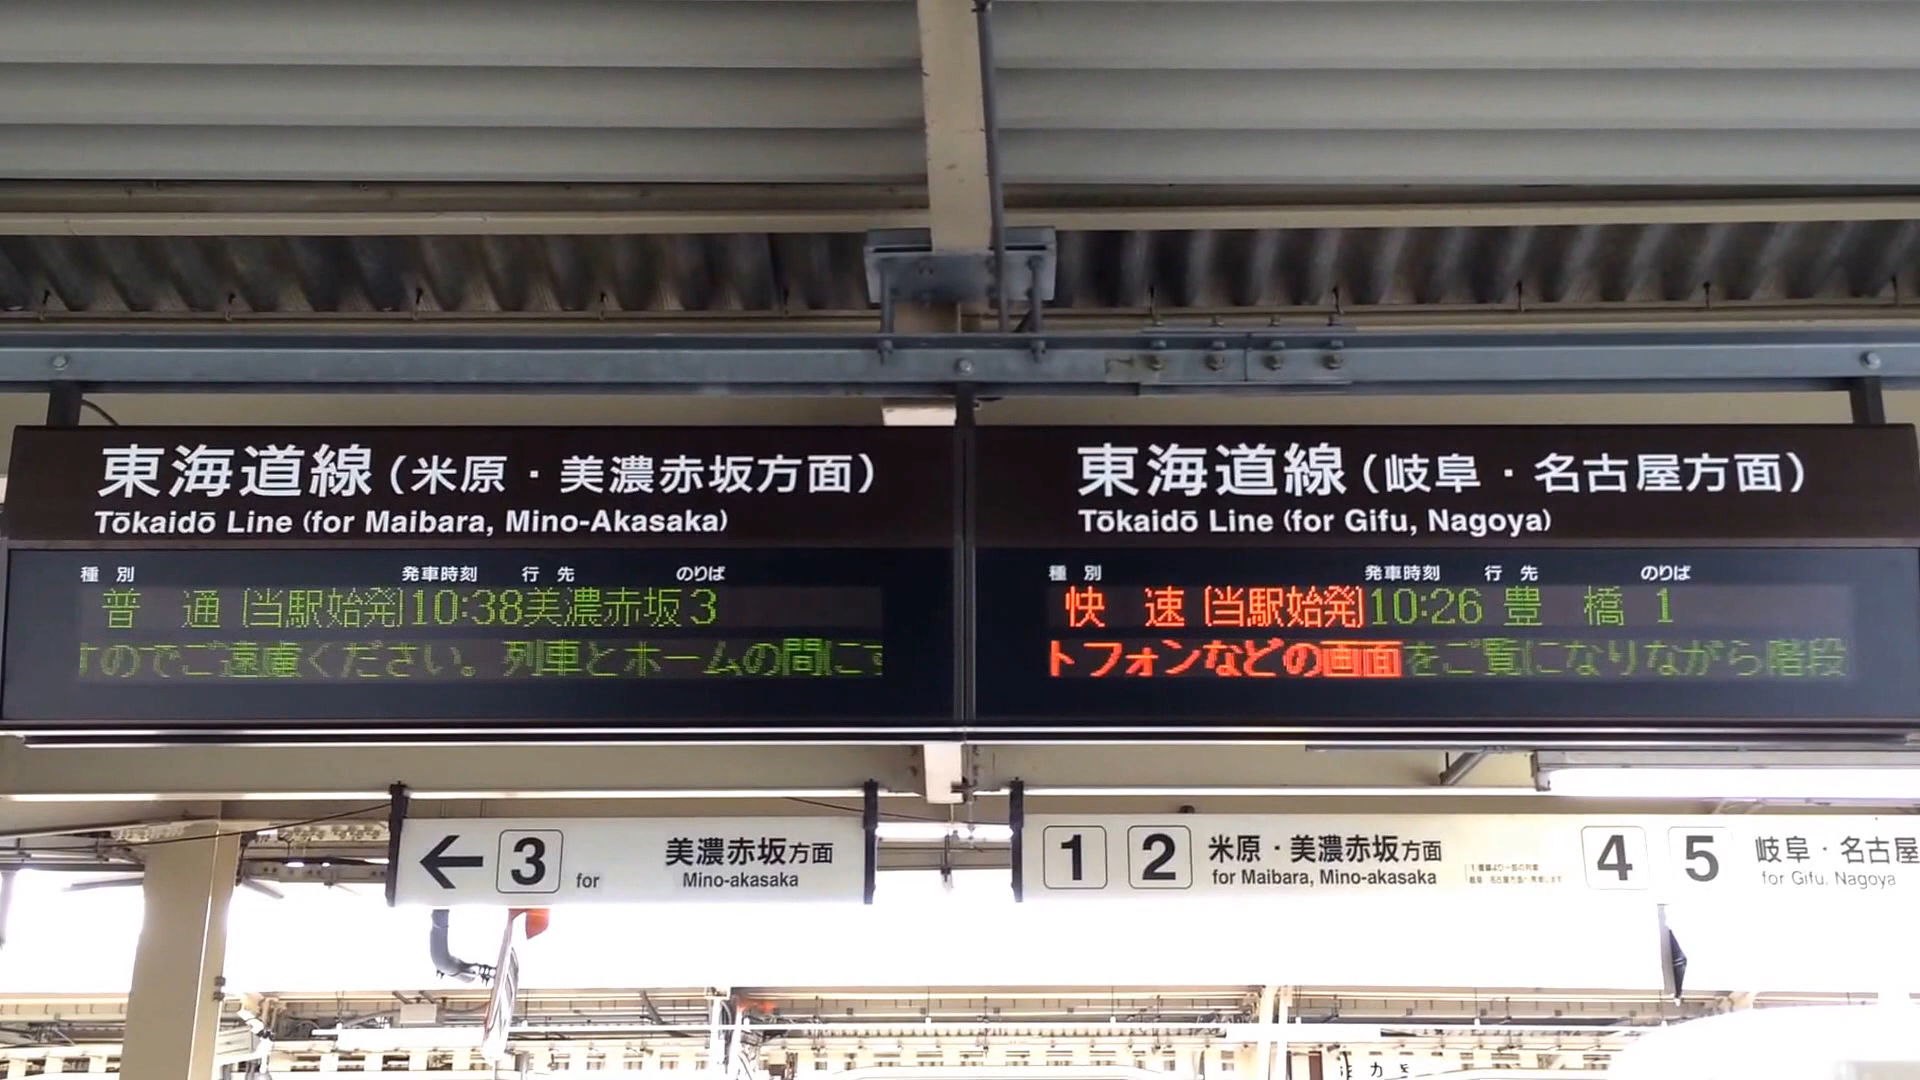 東海道線(米原・美濃赤坂方面)
Tōkaidō Line (for Maibara, Mino-Akasaka)
種別 発車時刻 行先 のりば
普通 [当駅始発] 10:38 美濃赤坂 3
のでご遠慮ください。列車とホームの間に
東海道線(岐阜・名古屋方面)
Tōkaidō Line (for Gifu, Nagoya)
種別 発車時刻 行先 のりば
快速 [当駅始発] 10:26 豊橋 1
トフォンなどの画面をご覧になりながら階段
← 3 for 美濃赤坂方面
Mino-akasaka
1 2 米原・美濃赤坂方面
for Maibara, Mino-akasaka
4 5 岐阜・名古屋
for Gifu, Nagoya